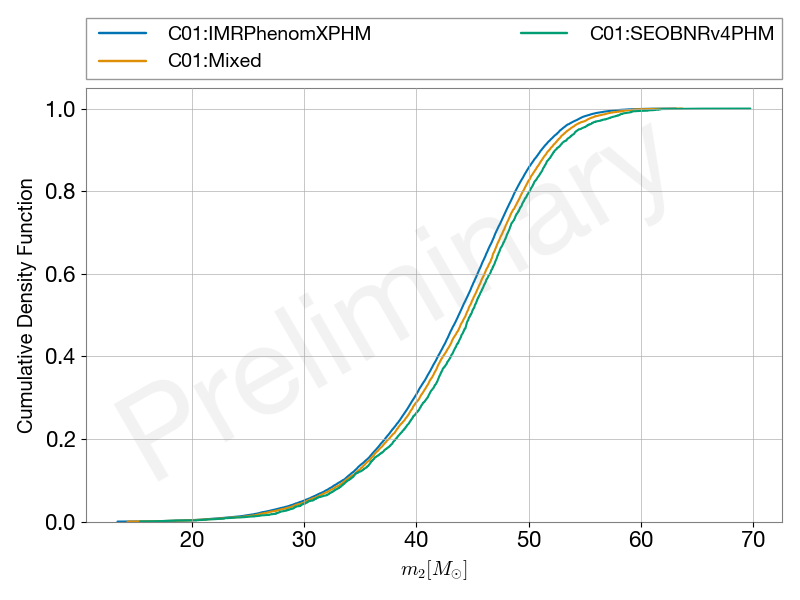 C01:IMRPhenomXPHM
C01:Mixed
C01:SEOBNRv4PHM
Preliminary
Cumulative Density Function
1.0
0.8
0.6
0.4
0.2
0.0
20 30 40 50 60 70
m₂[M☉]